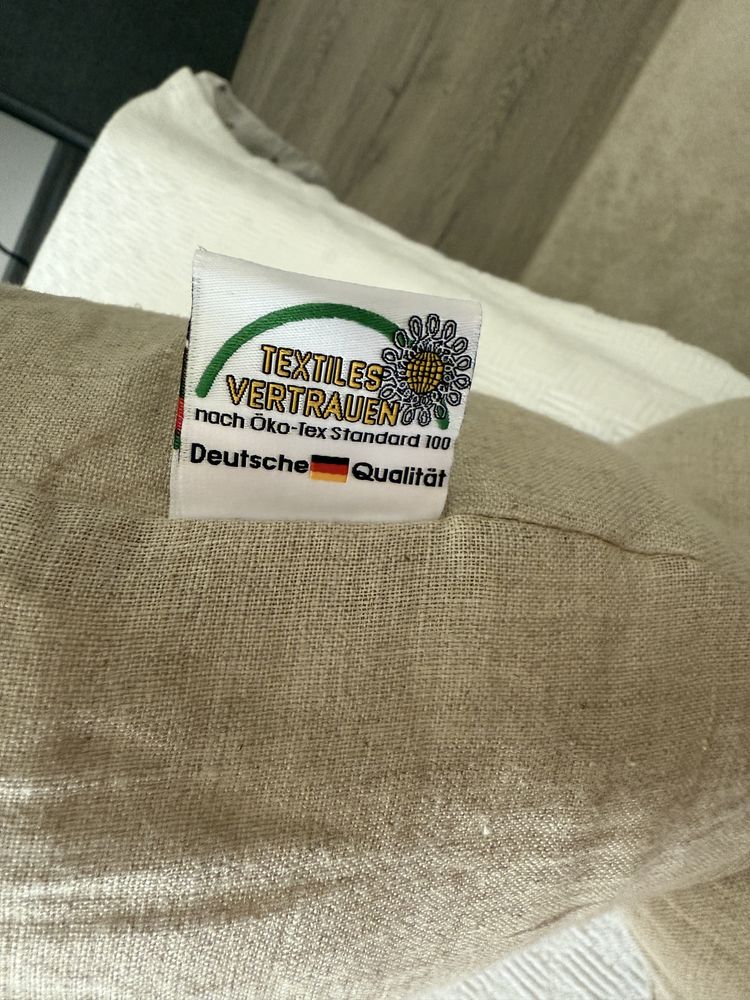 TEXTILES
VERTRAUEN
nach Öko-Tex Standard 100
Deutsche Qualität